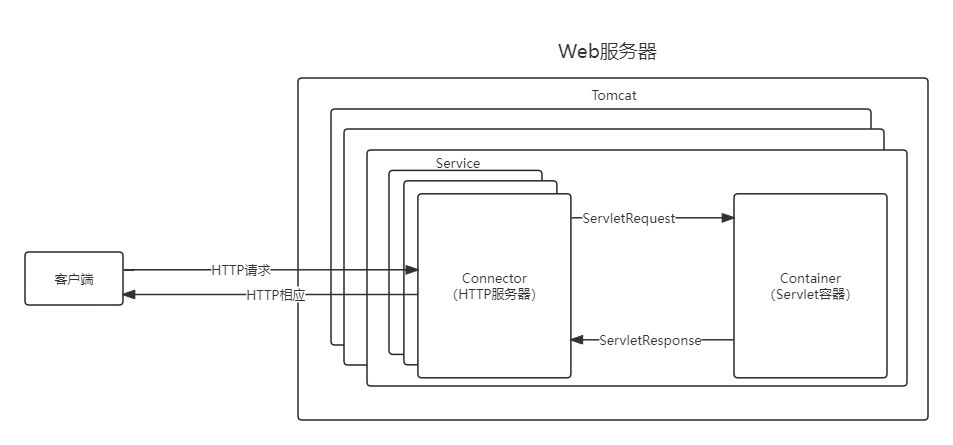 Web服务器
Tomcat
Service
ServletRequest
客户端
HTTP请求
HTTP相应
Connector
(HTTP服务器)
Container
(Servlet容器)
ServletResponse